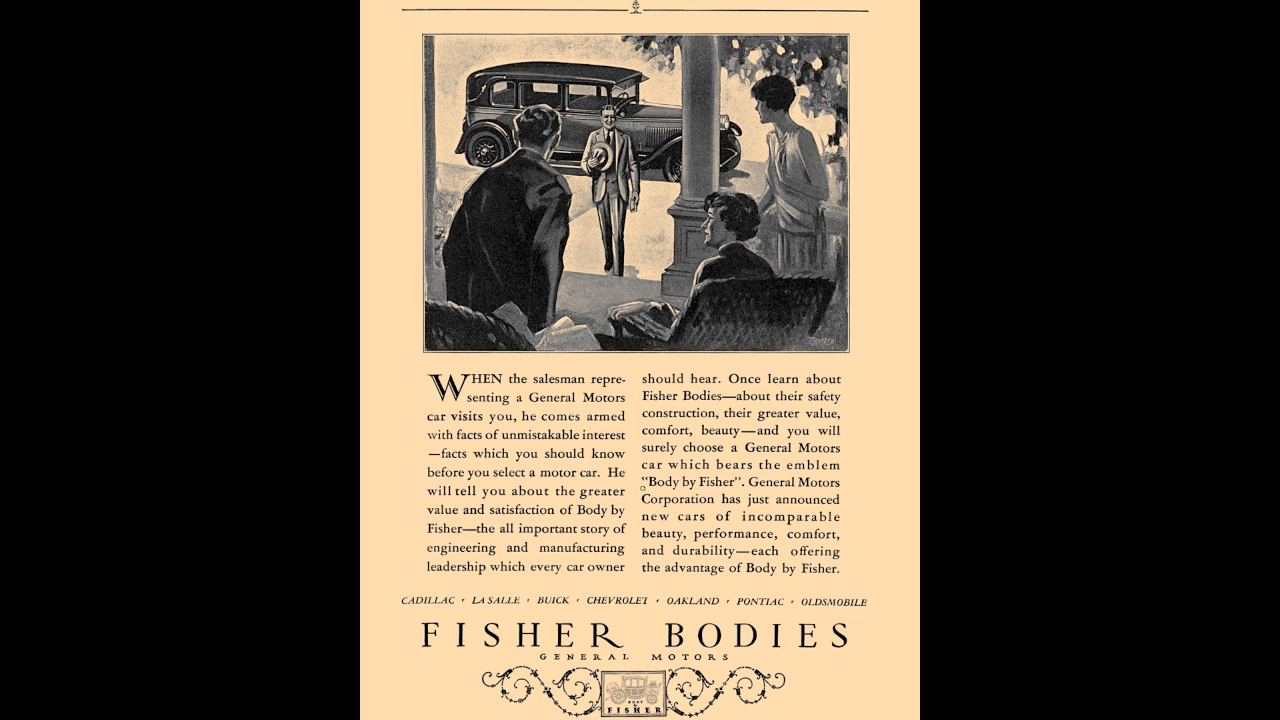 WHEN the salesman repre-
senting a General Motors
car visits you, he comes armed
with facts of unmistakable interest
—facts which you should know
before you select a motor car. He
will tell you about the greater
value and satisfaction of Body by
Fisher—the all important story of
engineering and manufacturing
leadership which every car owner
should hear. Once learn about
Fisher Bodies—about their safety
construction, their greater value,
comfort, beauty—and you will
surely choose a General Motors
car which bears the emblem
"Body by Fisher". General Motors
Corporation has just announced
new cars of incomparable
beauty, performance, comfort,
and durability—each offering
the advantage of Body by Fisher.
CADILLAC · LA SALLE · BUICK · CHEVROLET · OAKLAND · PONTIAC · OLDSMOBILE
FISHER BODIES
GENERAL MOTORS
BODY
FISHER